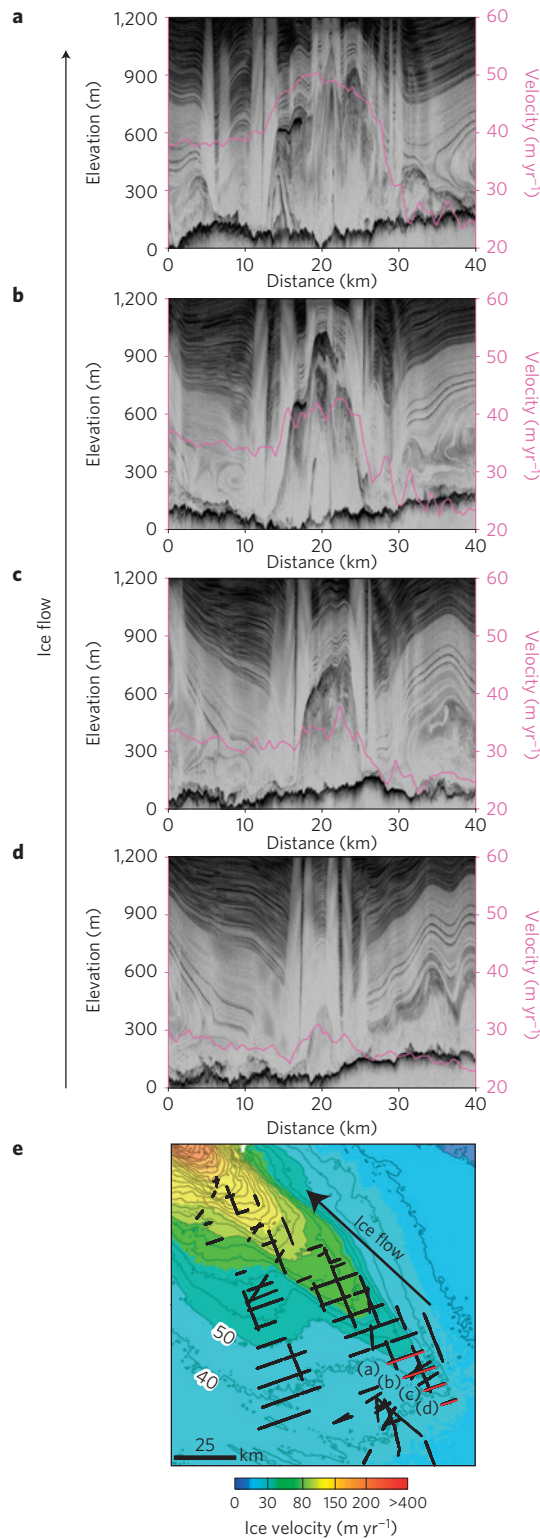 a
1,200
900
600
300
0
Elevation (m)
60
50
40
30
20
Velocity (m yr⁻¹)
0 10 20 30 40
Distance (km)
b
1,200
900
600
300
0
Elevation (m)
60
50
40
30
20
Velocity (m yr⁻¹)
0 10 20 30 40
Distance (km)
Ice flow
c
1,200
900
600
300
0
Elevation (m)
60
50
40
30
20
Velocity (m yr⁻¹)
0 10 20 30 40
Distance (km)
d
1,200
900
600
300
0
Elevation (m)
60
50
40
30
20
Velocity (m yr⁻¹)
0 10 20 30 40
Distance (km)
e
Ice flow
50
40
(a)
(b)
(c)
(d)
25
km
0 30 80 150 200 >400
Ice velocity (m yr⁻¹)